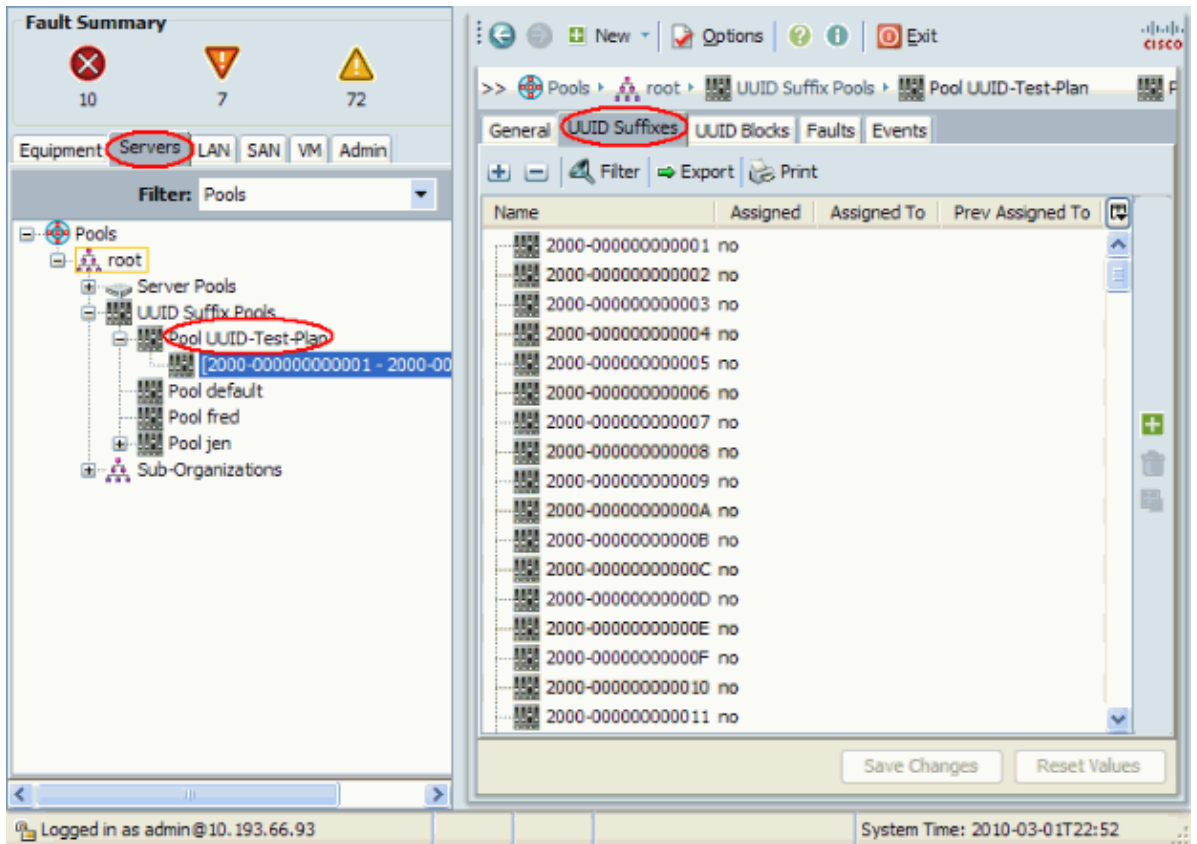 Fault Summary
10 7 72
Equipment Servers LAN SAN VM Admin
Filter: Pools
Pools
root
Server Pools
UUID Suffix Pools
Pool UUID-Test-Plan
[2000-000000000001 - 2000-00
Pool default
Pool fred
Pool jen
Sub-Organizations
New Options Exit
CISCO
>> Pools root UUID Suffix Pools Pool UUID-Test-Plan
General UUID Suffixes UUID Blocks Faults Events
Filter Export Print
Name Assigned Assigned To Prev Assigned To
2000-000000000001 no
2000-000000000002 no
2000-000000000003 no
2000-000000000004 no
2000-000000000005 no
2000-000000000006 no
2000-000000000007 no
2000-000000000008 no
2000-000000000009 no
2000-00000000000A no
2000-00000000000B no
2000-00000000000C no
2000-00000000000D no
2000-00000000000E no
2000-00000000000F no
2000-000000000010 no
2000-000000000011 no
Save Changes Reset Values
Logged in as admin@10.193.66.93
System Time: 2010-03-01T22:52